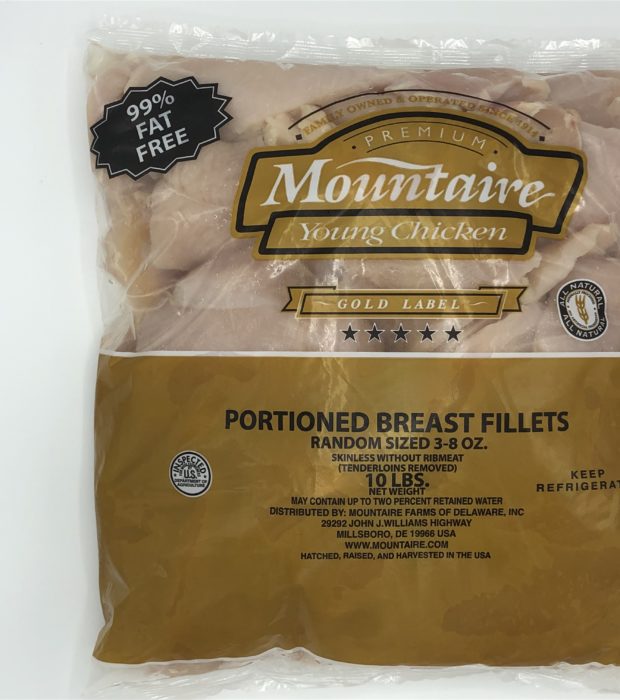 99%
FAT
FREE
FAMILY OWNED & OPERATED SINCE 1914
PREMIUM
Mountaire
Young Chicken
GOLD LABEL
ALL NATURAL
ALL NATURAL
PORTIONED BREAST FILLETS
RANDOM SIZED 3-8 OZ.
SKINLESS WITHOUT RIBMEAT
(TENDERLOINS REMOVED)
10 LBS.
NET WEIGHT
MAY CONTAIN UP TO TWO PERCENT RETAINED WATER
DISTRIBUTED BY: MOUNTAIRE FARMS OF DELAWARE, INC
29292 JOHN J.WILLIAMS HIGHWAY
MILLSBORO, DE 19966 USA
WWW.MOUNTAIRE.COM
HATCHED, RAISED, AND HARVESTED IN THE USA
INSPECTED
U.S.
DEPARTMENT OF
AGRICULTURE
KEEP
REFRIGERAT